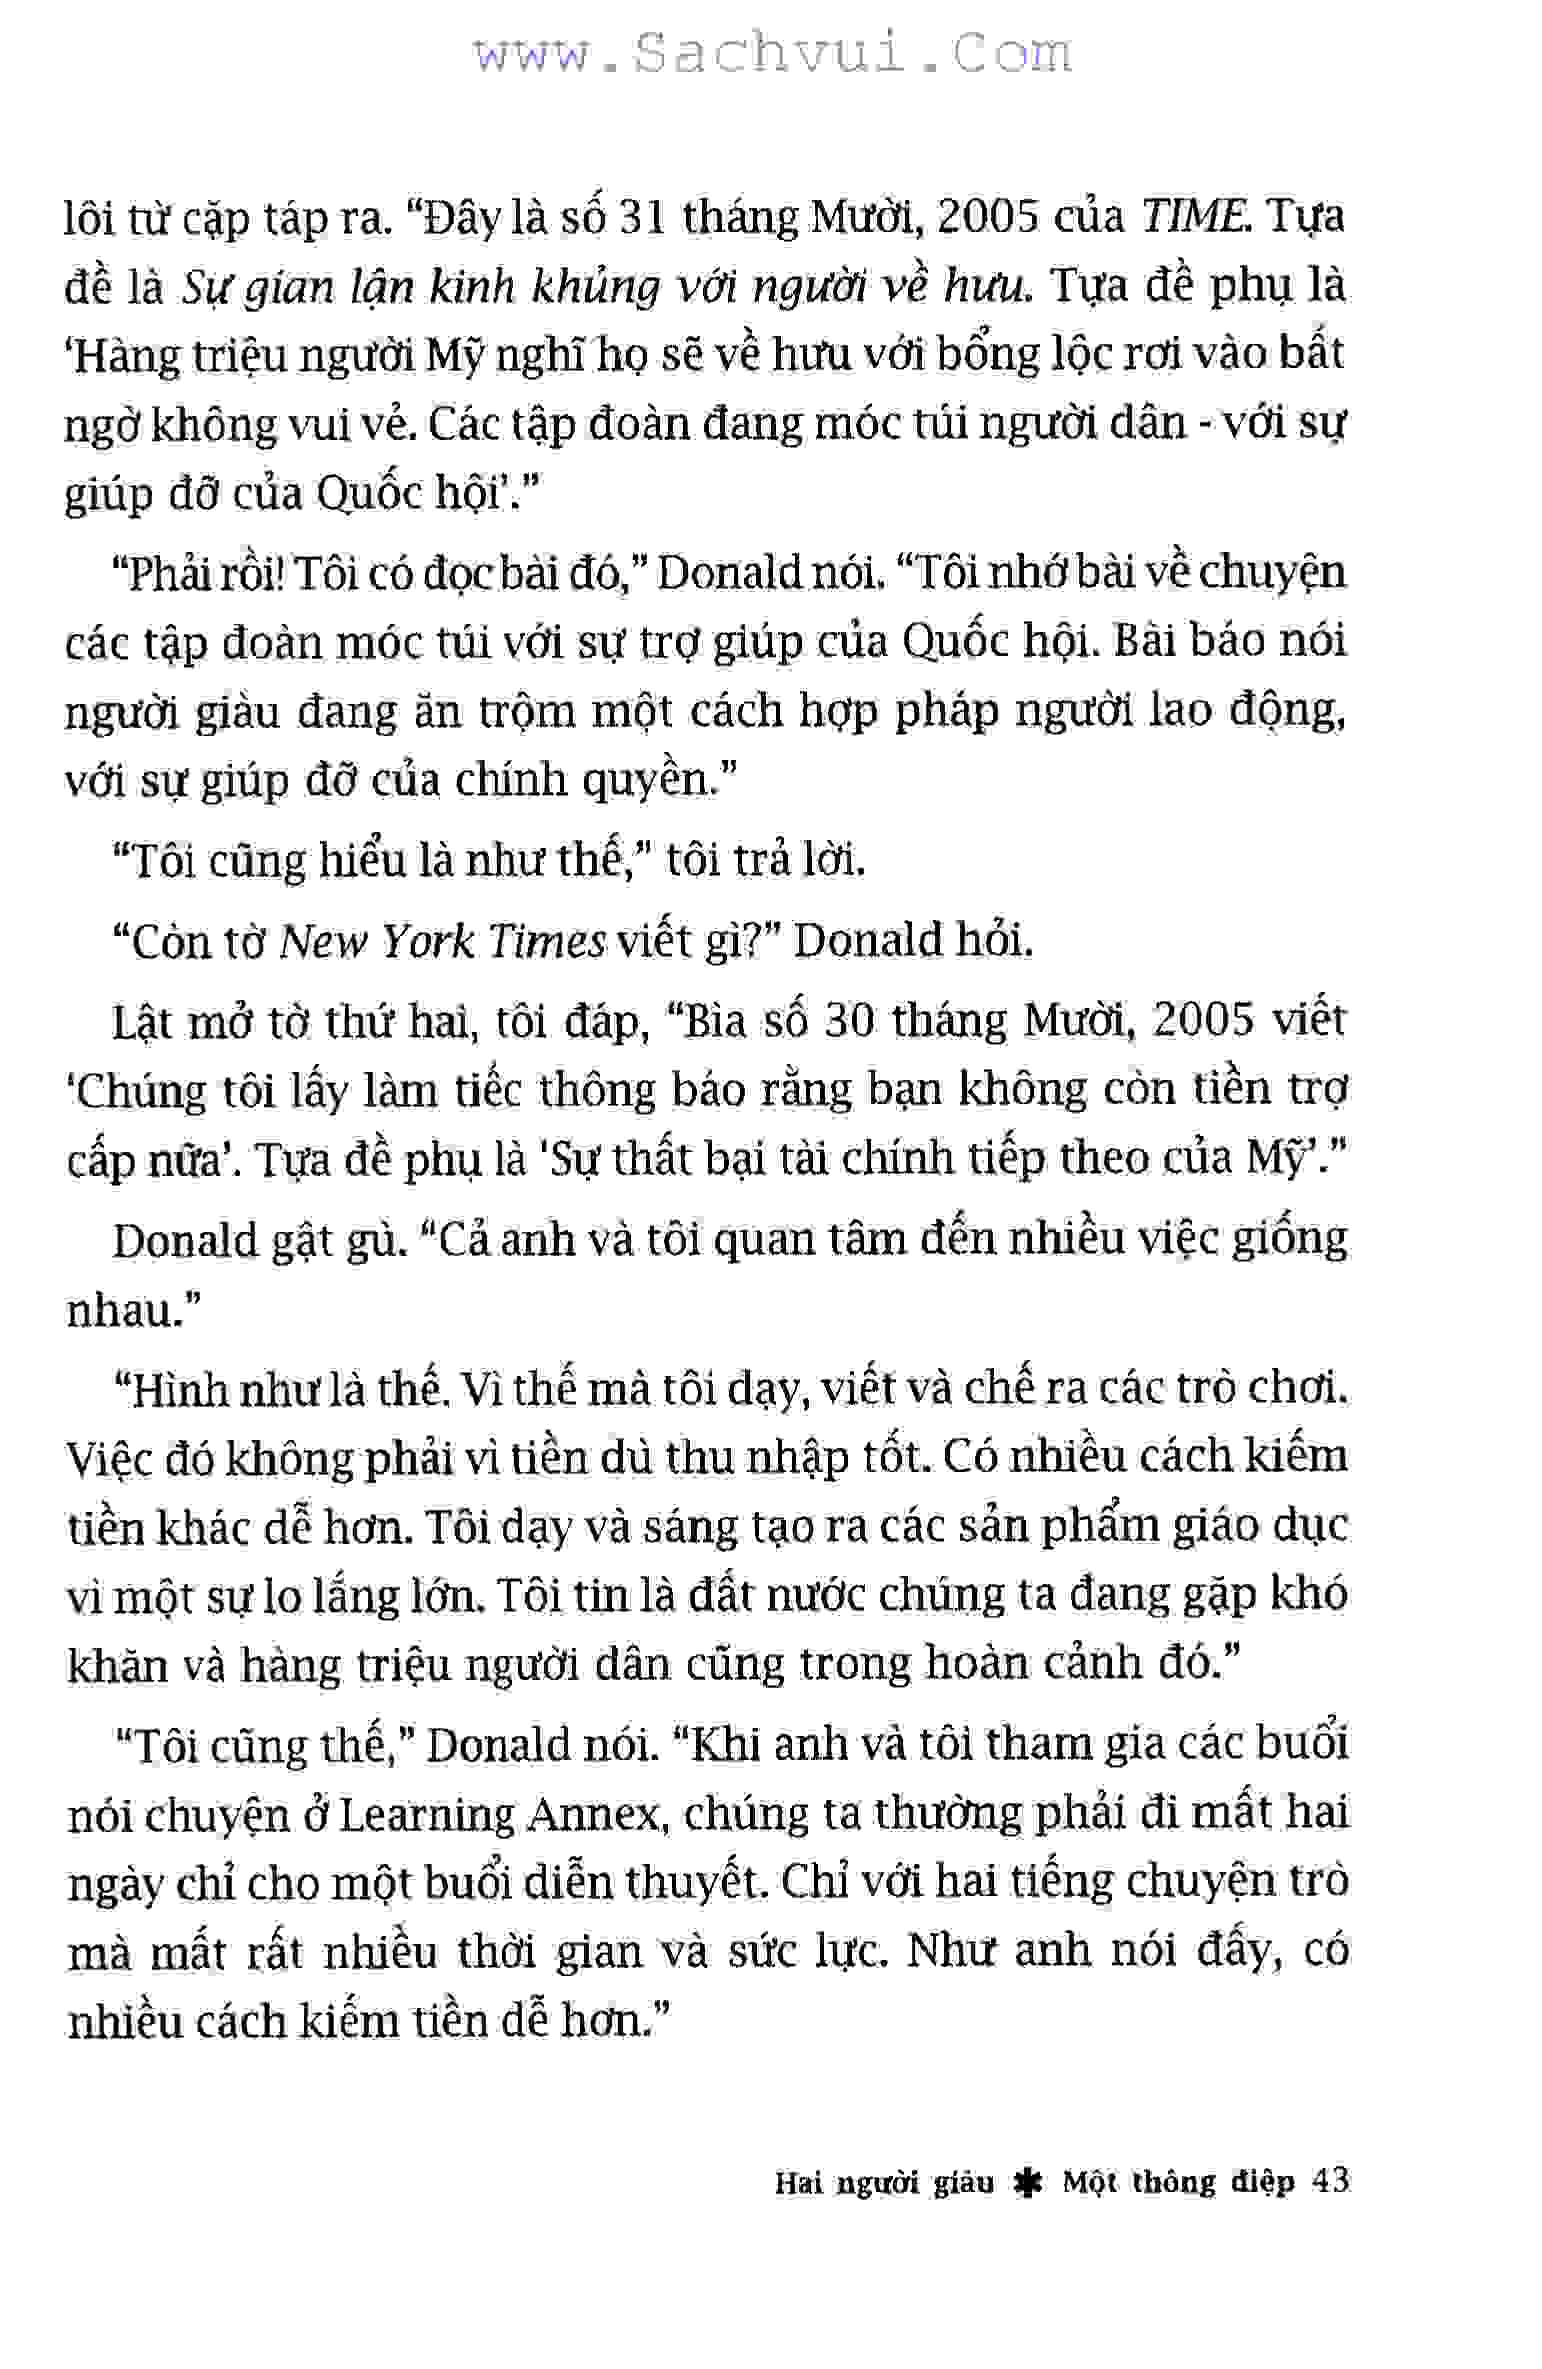 www.Sachvui.Com
lôi từ cặp táp ra. “Đây là số 31 tháng Mười, 2005 của TIME. Tựa
đề là Sự gian lận kinh khủng với người về hưu. Tựa đề phụ là
‘Hàng triệu người Mỹ nghĩ họ sẽ về hưu với bổng lộc rơi vào bất
ngờ không vui vẻ. Các tập đoàn đang móc túi người dân - với sự
giúp đỡ của Quốc hội’.”
“Phải rồi! Tôi có đọc bài đó,” Donald nói. “Tôi nhớ bài về chuyện
các tập đoàn móc túi với sự trợ giúp của Quốc hội. Bài báo nói
người giàu đang ăn trộm một cách hợp pháp người lao động,
với sự giúp đỡ của chính quyền.”
“Tôi cũng hiểu là như thế,” tôi trả lời.
“Còn tờ New York Times viết gì?” Donald hỏi.
Lật mở tờ thứ hai, tôi đáp, “Bìa số 30 tháng Mười, 2005 viết
‘Chúng tôi lấy làm tiếc thông báo rằng bạn không còn tiền trợ
cấp nữa’. Tựa đề phụ là ‘Sự thất bại tài chính tiếp theo của Mỹ’.”
Donald gật gù. “Cả anh và tôi quan tâm đến nhiều việc giống
nhau.”
“Hình như là thế. Vì thế mà tôi dạy, viết và chế ra các trò chơi.
Việc đó không phải vì tiền dù thu nhập tốt. Có nhiều cách kiếm
tiền khác dễ hơn. Tôi dạy và sáng tạo ra các sản phẩm giáo dục
vì một sự lo lắng lớn. Tôi tin là đất nước chúng ta đang gặp khó
khăn và hàng triệu người dân cũng trong hoàn cảnh đó.”
“Tôi cũng thế,” Donald nói. “Khi anh và tôi tham gia các buổi
nói chuyện ở Learning Annex, chúng ta thường phải đi mất hai
ngày chỉ cho một buổi diễn thuyết. Chỉ với hai tiếng chuyện trò
mà mất rất nhiều thời gian và sức lực. Như anh nói đấy, có
nhiều cách kiếm tiền dễ hơn.”
Hai người giàu ✱ Một thông điệp 43